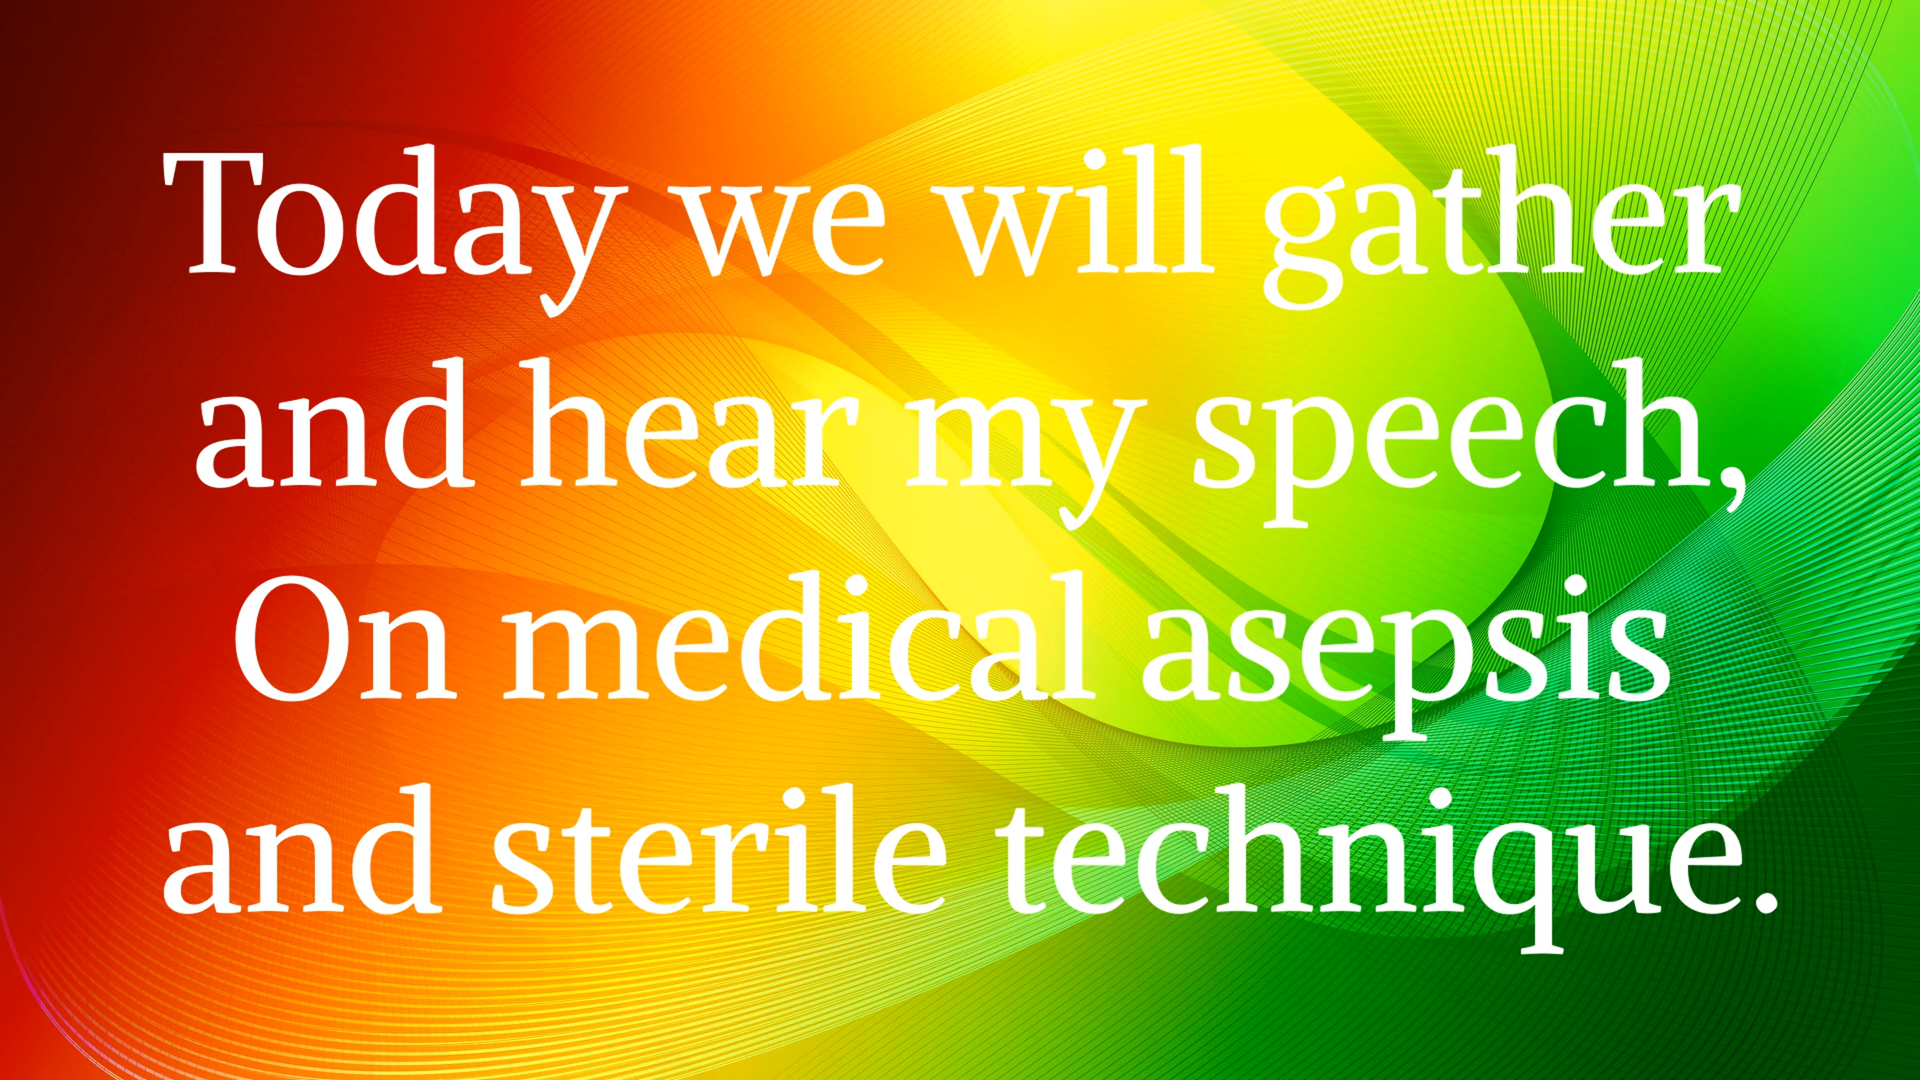 Today we will gather
and hear my speech,
On medical asepsis
and sterile technique.